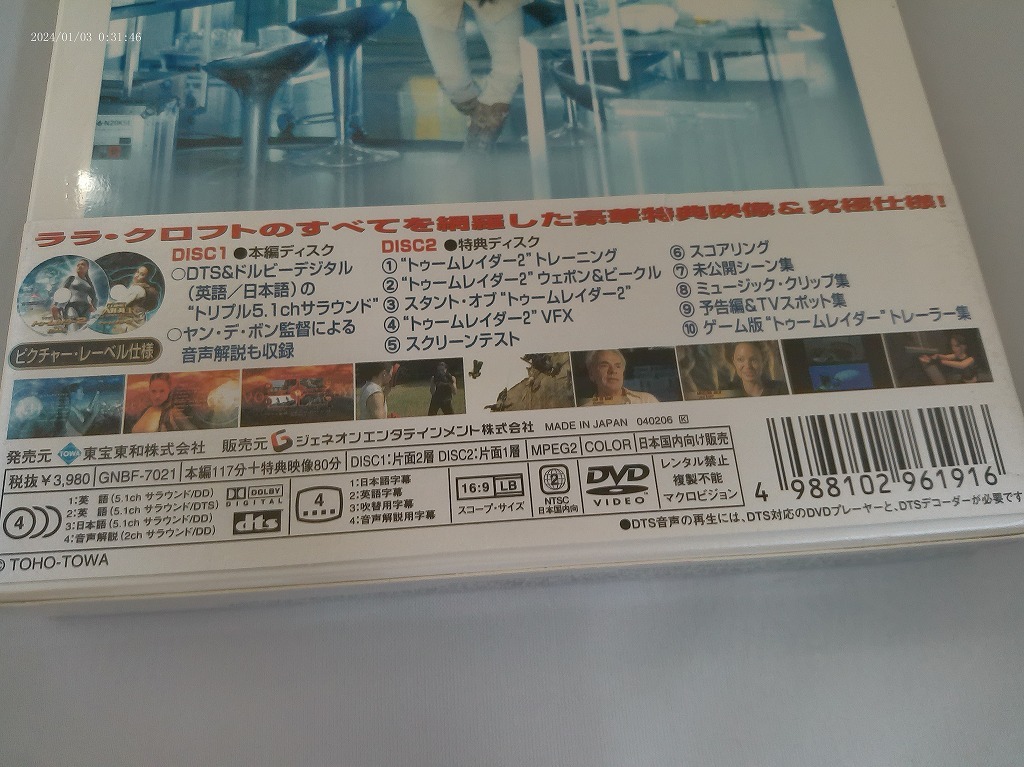 2024/01/03 0:31:46
ララ・クロフトのすべてを網羅した豪華特典映像&究極仕様!
DISC1 ●本編ディスク
○DTS&ドルビーデジタル
(英語/日本語)の
"トリプル5.1chサラウンド"
○ヤン・デ・ボン監督による
音声解説も収録
ピクチャー・レーベル仕様
DISC2 ●特典ディスク
① "トゥームレイダー2" トレーニング
② "トゥームレイダー2" ウェポン&ビークル
③ スタント・オブ "トゥームレイダー2"
④ "トゥームレイダー2" VFX
⑤ スクリーンテスト
⑥ スコアリング
⑦ 未公開シーン集
⑧ ミュージック・クリップ集
⑨ 予告編&TVスポット集
⑩ ゲーム版 "トゥームレイダー" トレーラー集
発売元 TOWA 東宝東和株式会社 販売元 G ジェネオンエンタテインメント株式会社 MADE IN JAPAN 040206 K
税抜¥3,980 GNBF-7021 本編117分+特典映像80分 DISC1:片面2層 DISC2:片面1層 MPEG2 COLOR 日本国内向け販売
4
1:英 語 (5.1ch サラウンド/DD)
2:英 語 (5.1ch サラウンド/DTS)
3:日本語 (5.1ch サラウンド/DD)
4:音声解説 (2ch サラウンド/DD)
DOLBY
DIGITAL
dts
4
1:日本語字幕
2:英語字幕
3:吹替用字幕
4:音声解説用字幕
16:9 LB
スコープ・サイズ
2
NTSC
日本国内向
DVD
VIDEO
レンタル禁止
複製不能
マクロビジョン
4 988102 961916
●DTS音声の再生には、DTS対応のDVDプレーヤーと、DTSデコーダーが必要です
© TOHO-TOWA